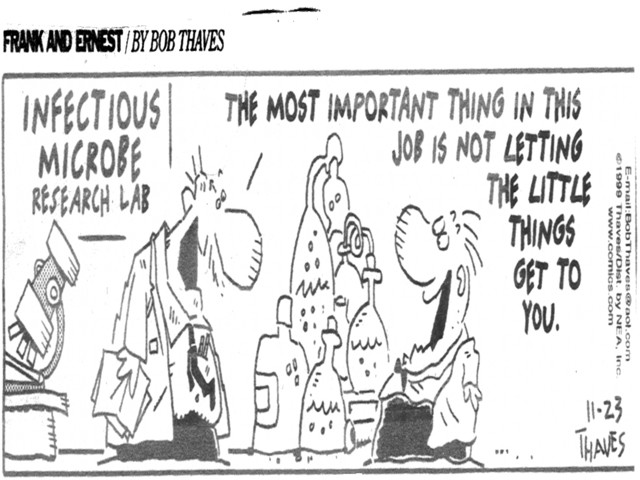 FRANK AND ERNEST / BY BOB THAVES
INFECTIOUS
MICROBE
RESEARCH LAB
THE MOST IMPORTANT THING IN THIS
JOB IS NOT LETTING
THE LITTLE
THINGS
GET TO
YOU.
E-mail:BobThaves@aol.com
©1998 Thaves/Dist. by NEA, Inc.
www.comics.com
11-23
THAVES